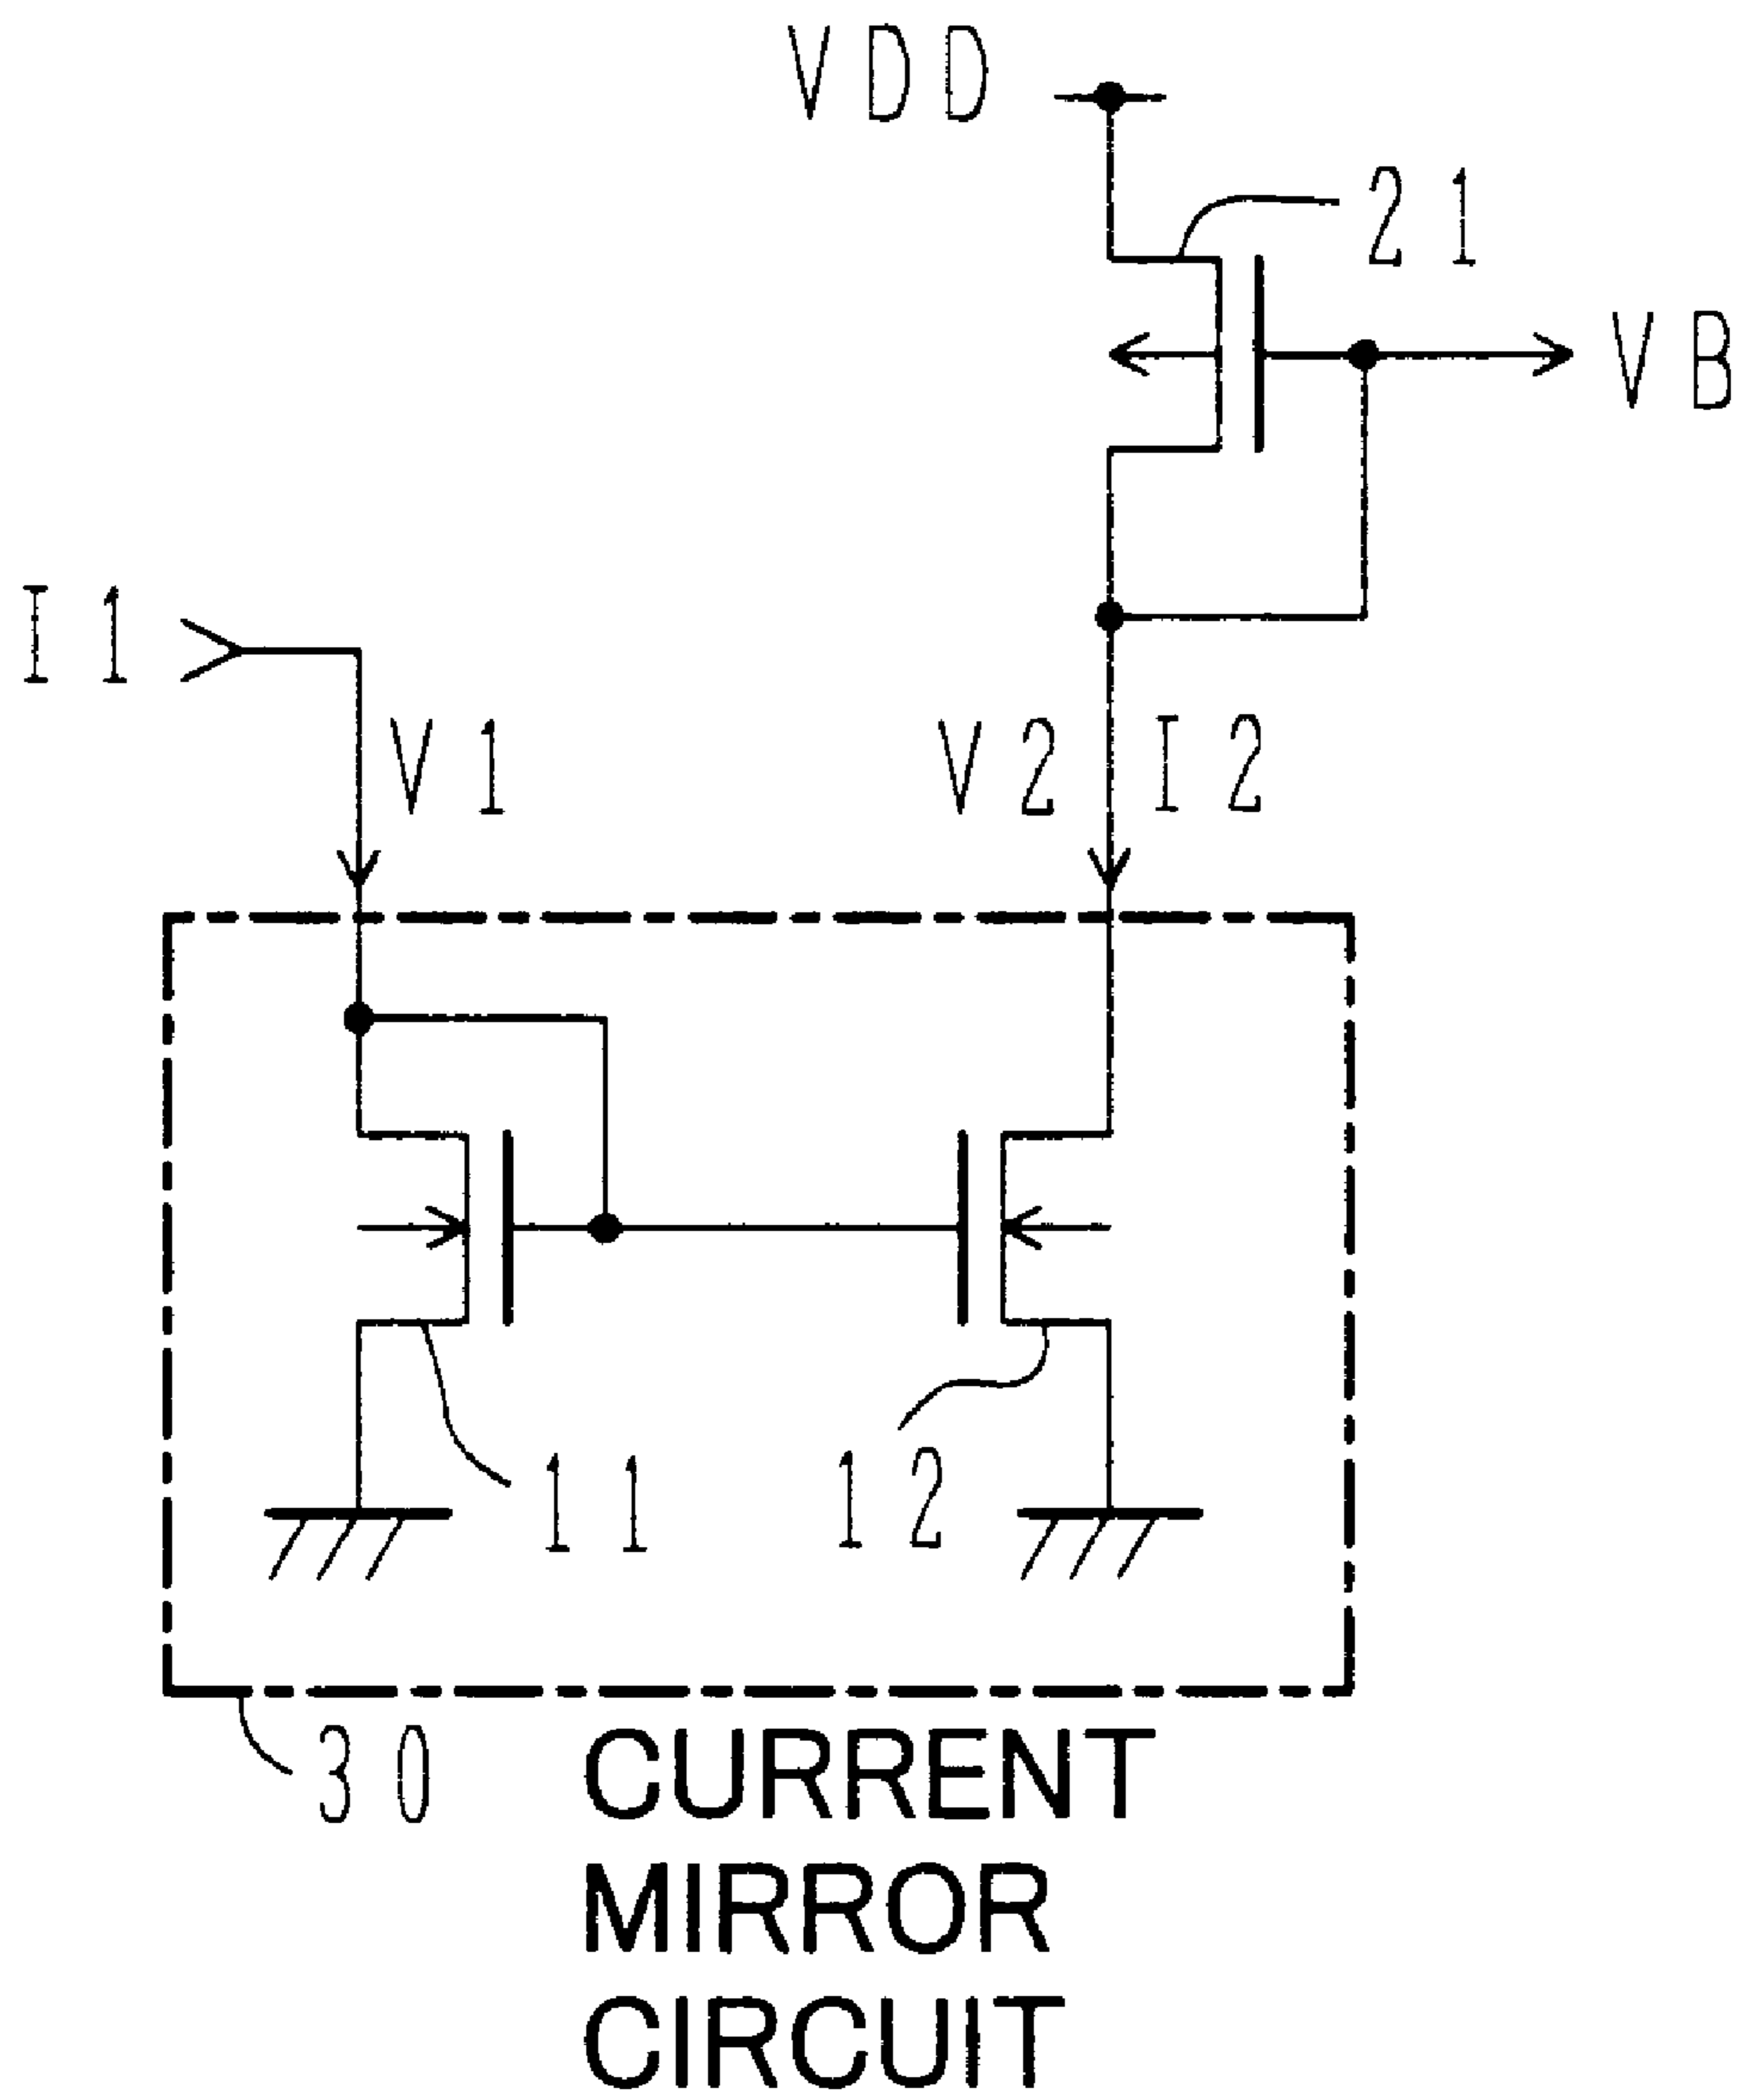 VDD
21
VB
I1
V1
V2
I2
11
12
30
CURRENT
MIRROR
CIRCUIT